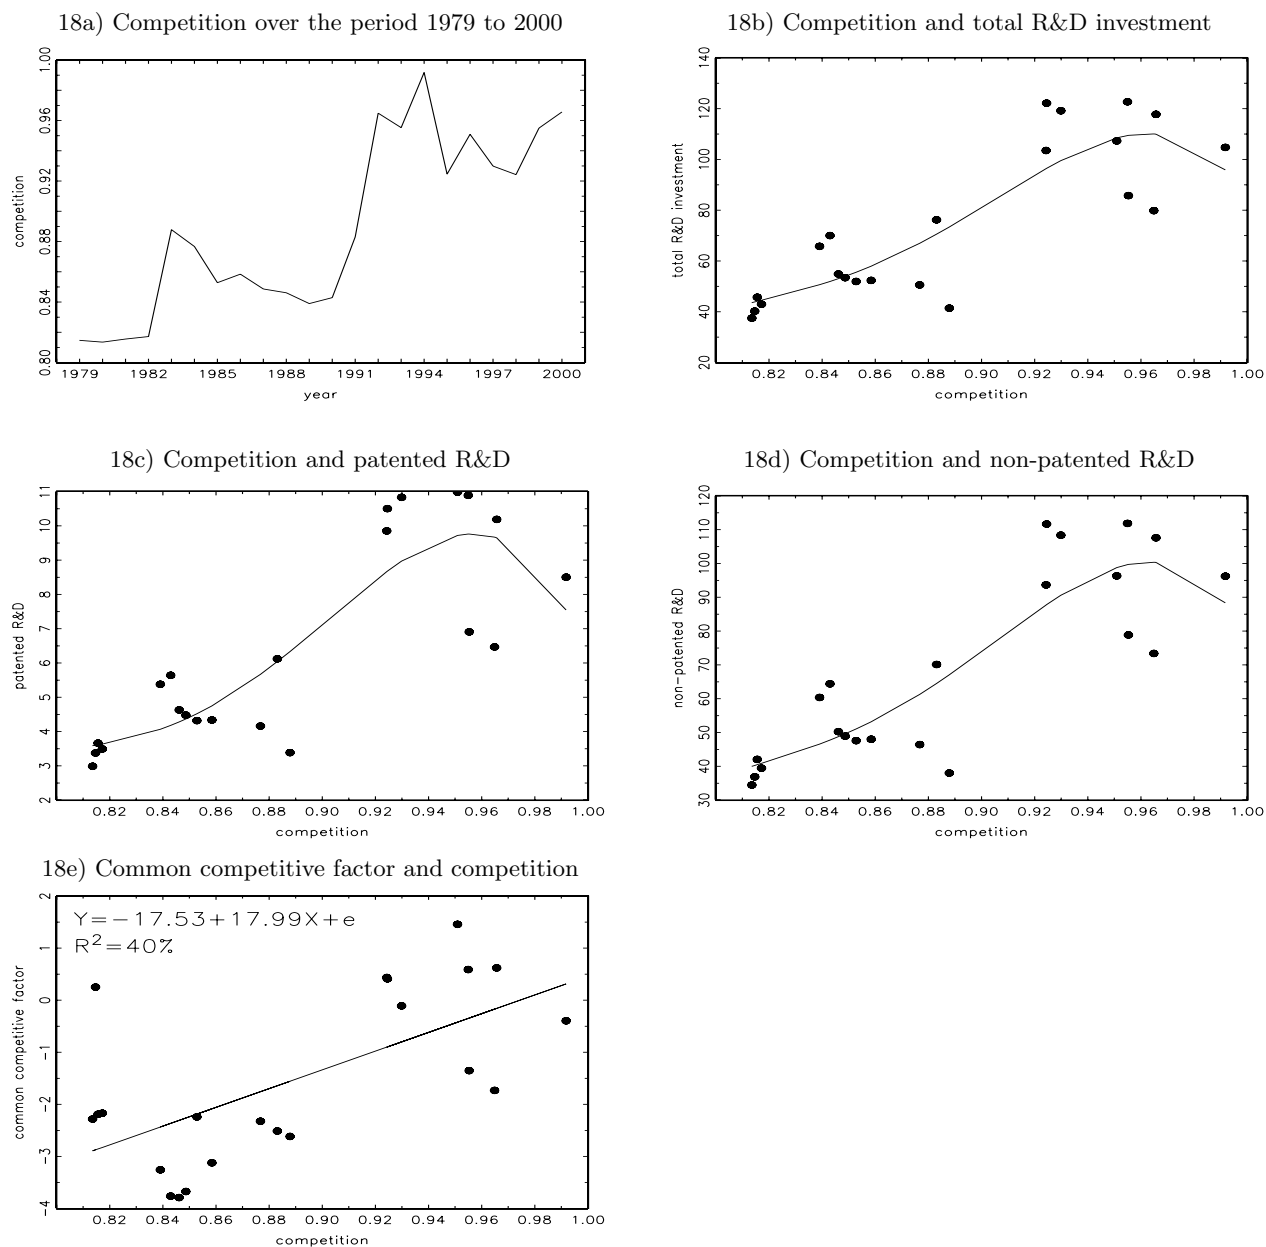 18a) Competition over the period 1979 to 2000
competition
0.80 0.84 0.88 0.92 0.96 1.00
1979 1982 1985 1988 1991 1994 1997 2000
year
18b) Competition and total R&D investment
total R&D investment
20 40 60 80 100 120 140
0.82 0.84 0.86 0.88 0.90 0.92 0.94 0.96 0.98 1.00
competition
18c) Competition and patented R&D
patented R&D
2 3 4 5 6 7 8 9 10 11
0.82 0.84 0.86 0.88 0.90 0.92 0.94 0.96 0.98 1.00
competition
18d) Competition and non-patented R&D
non-patented R&D
30 40 50 60 70 80 90 100 110 120
0.82 0.84 0.86 0.88 0.90 0.92 0.94 0.96 0.98 1.00
competition
18e) Common competitive factor and competition
Y=-17.53+17.99X+e
R²=40%
common competitive factor
-4 -3 -2 -1 0 1 2
0.82 0.84 0.86 0.88 0.90 0.92 0.94 0.96 0.98 1.00
competition